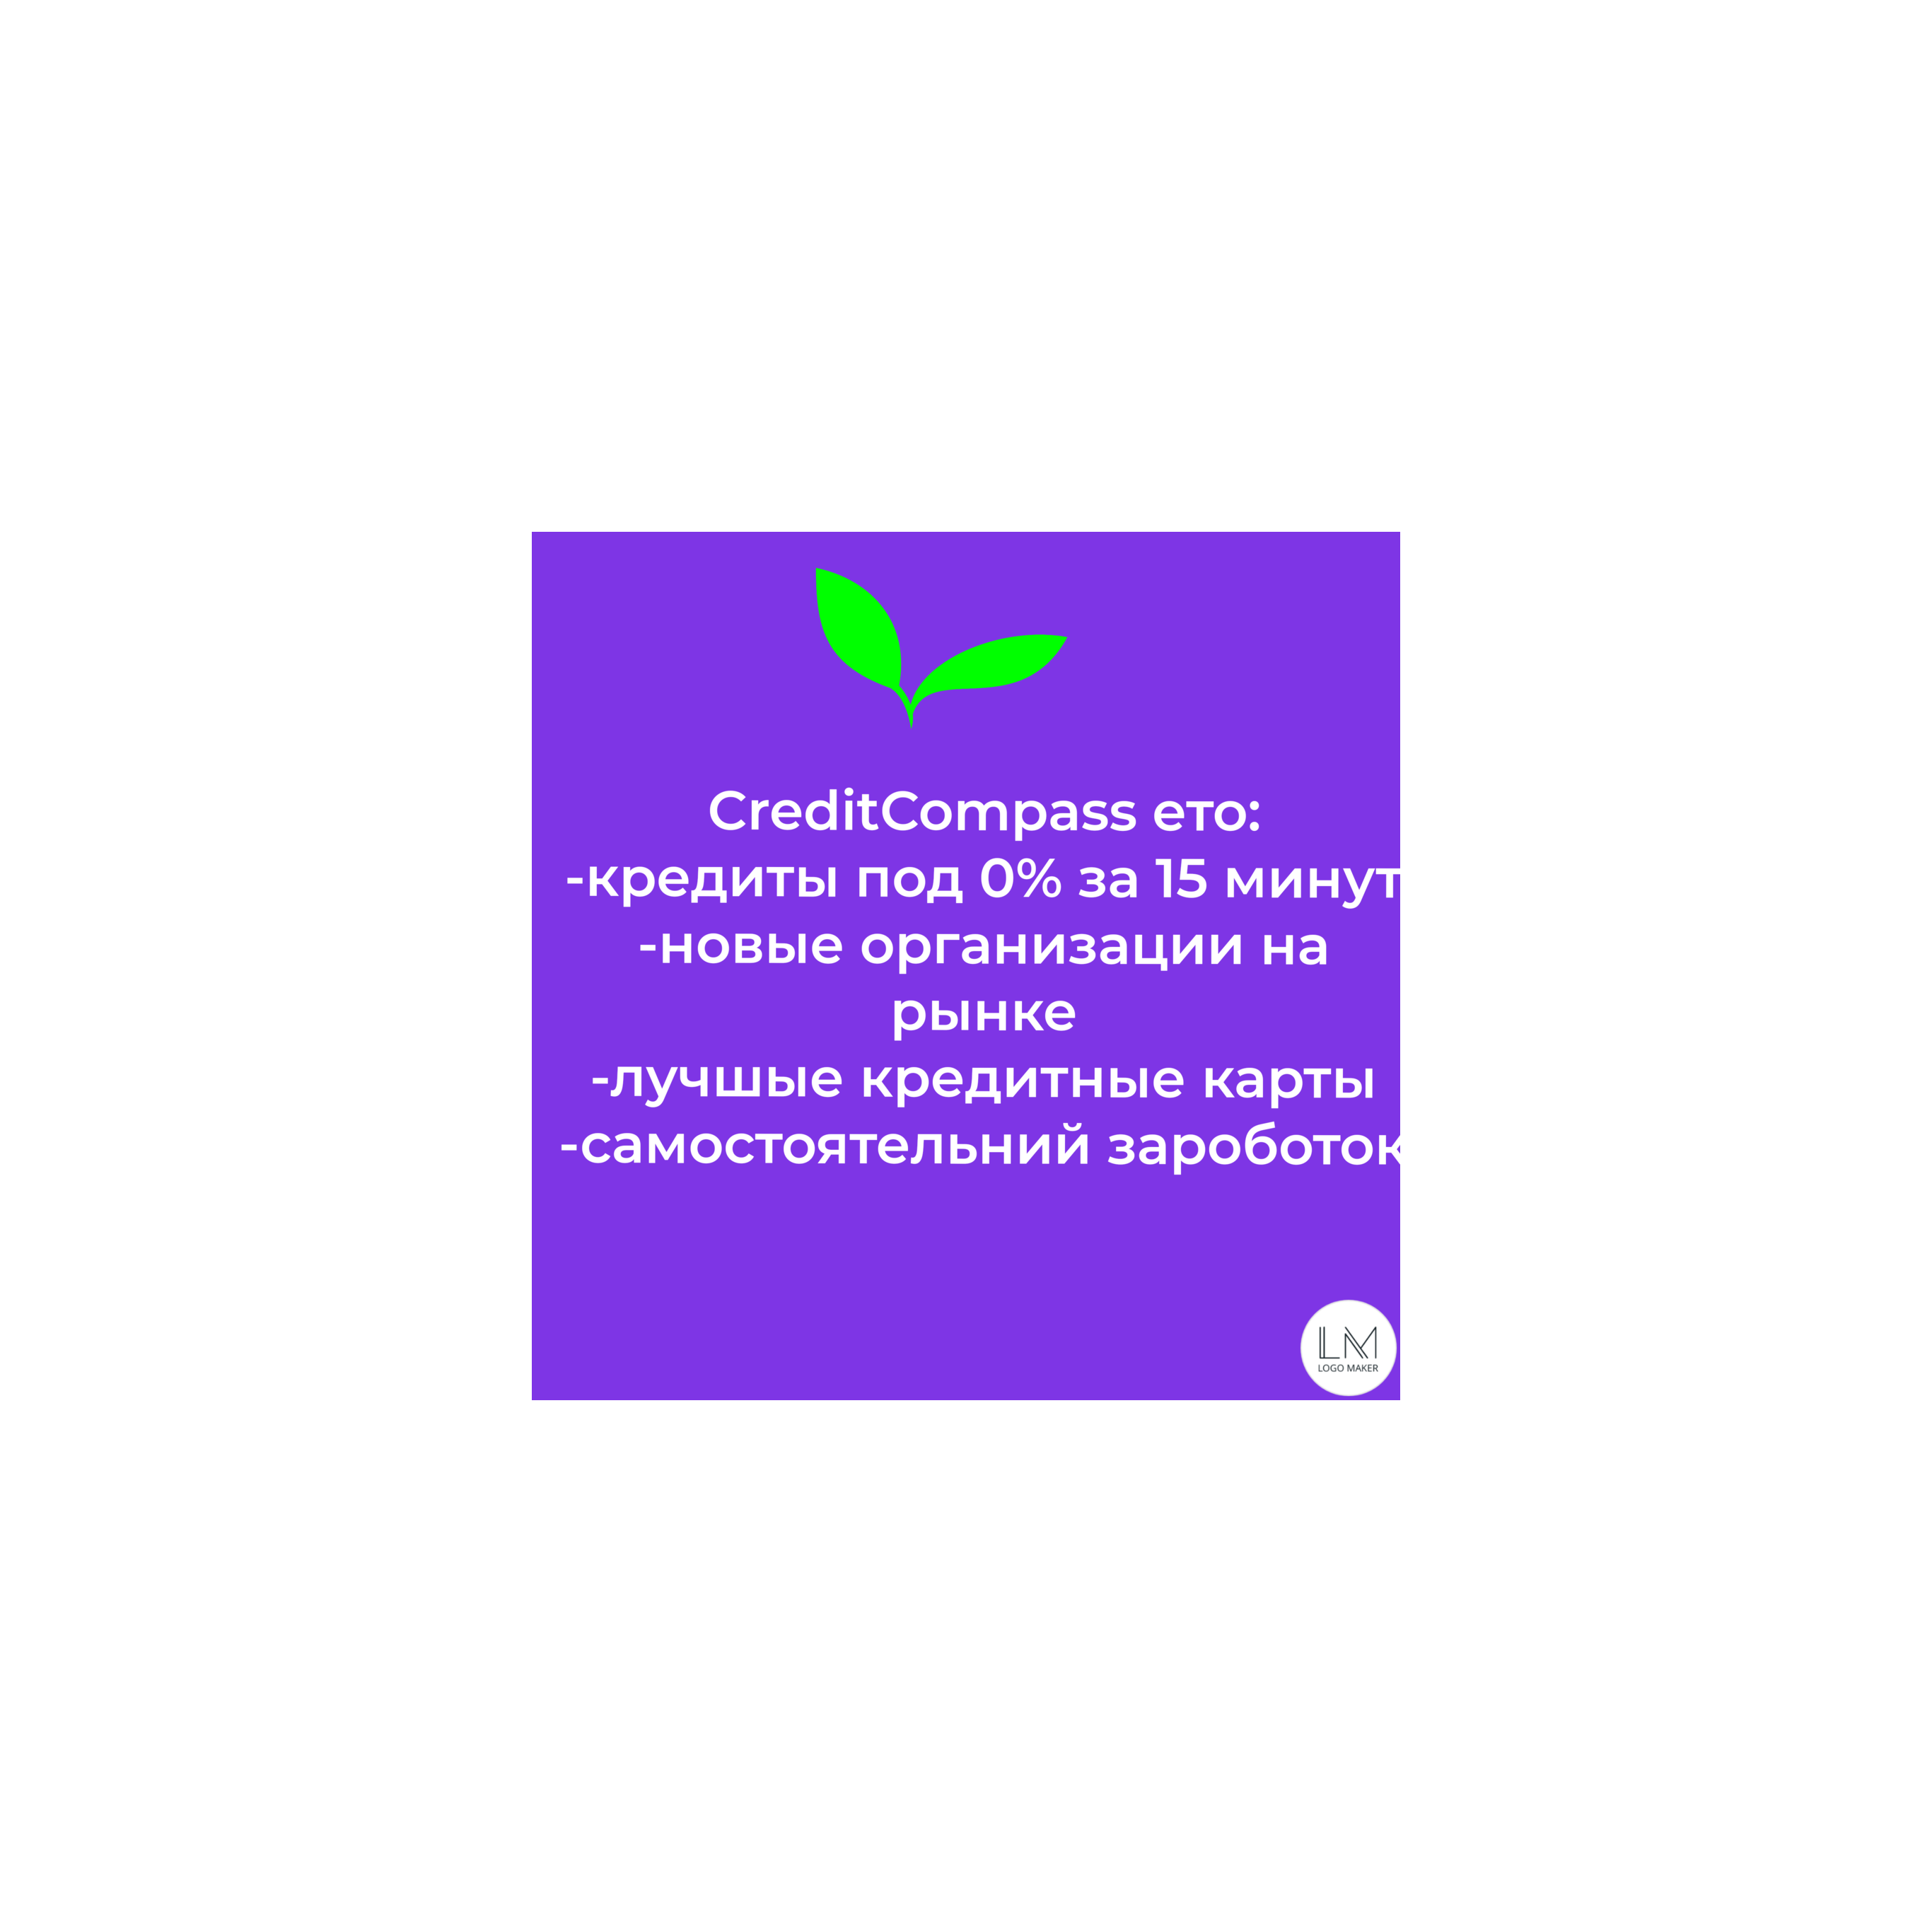 CreditCompass ето:
-кредиты под 0% за 15 минут
-новые организации на
рынке
-лучшые кредитные карты
-самостоятельний зароботок
LM
LOGO MAKER